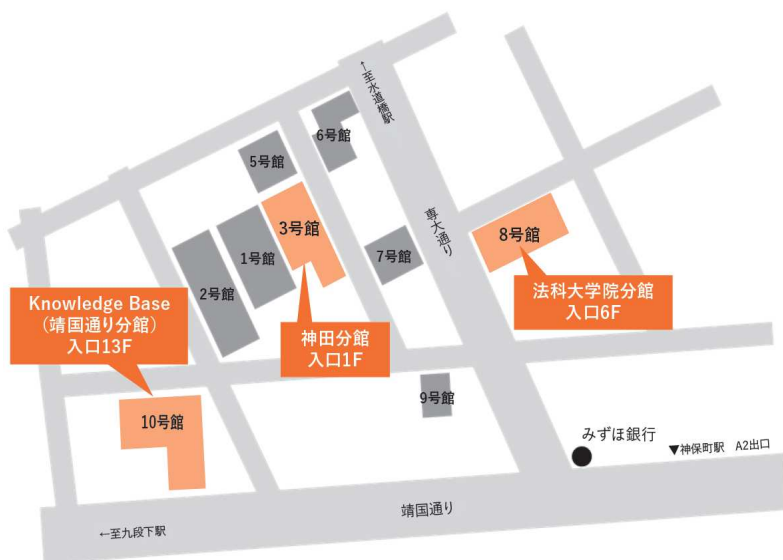 ←至水道橋駅
6号館
5号館
3号館
専大通り
8号館
1号館
7号館
2号館
Knowledge Base
（靖国通り分館）
入口13F
神田分館
入口1F
法科大学院分館
入口6F
9号館
10号館
みずほ銀行
▼神保町駅　A2出口
靖国通り
←至九段下駅